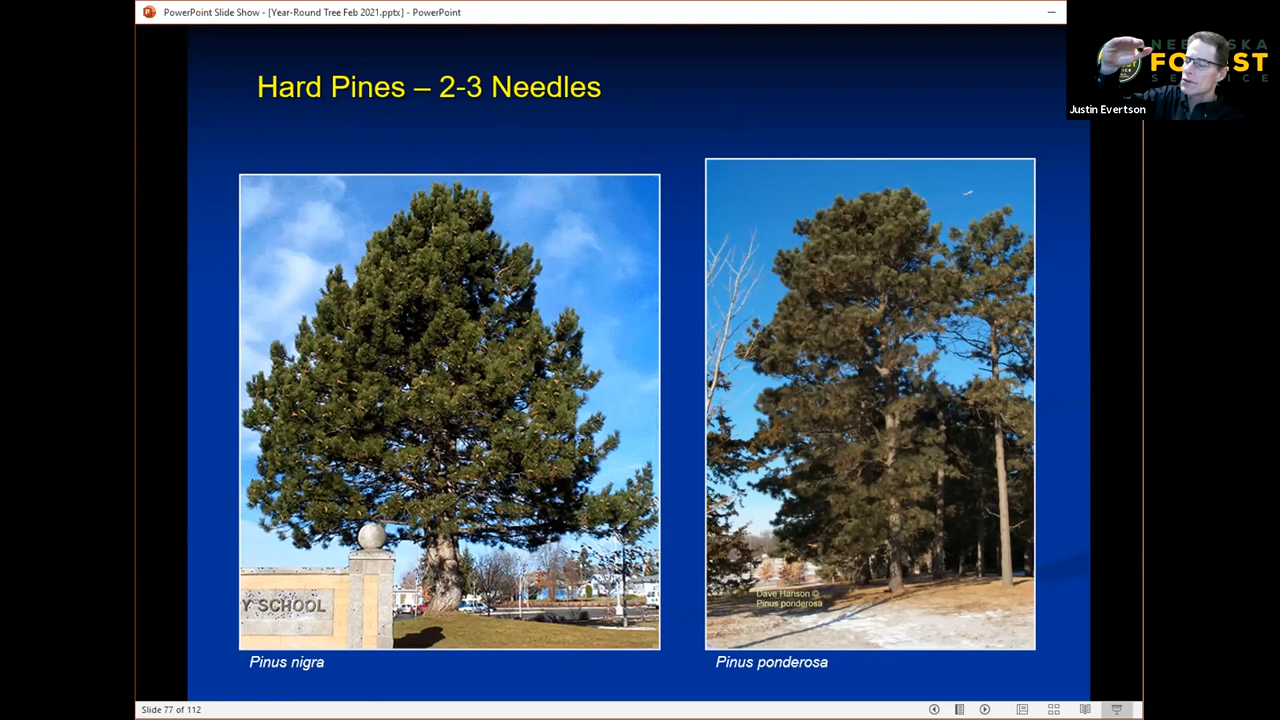 PowerPoint Slide Show - [Year-Round Tree Feb 2021.pptx] - PowerPoint
NEBRASKA
FOREST
SERVICE
Justin Evertson
Hard Pines – 2-3 Needles
Y SCHOOL
Dave Hanson ©
Pinus ponderosa
Pinus nigra
Pinus ponderosa
Slide 77 of 112